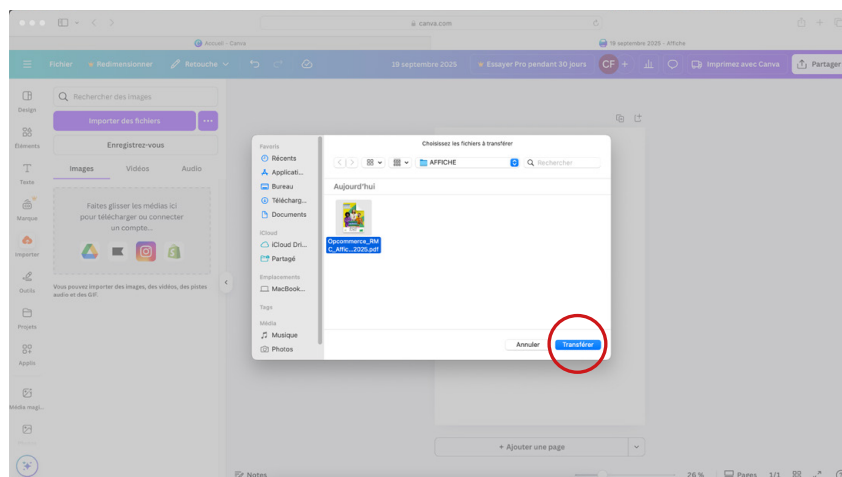 canva.com
Accueil - Canva
19 septembre 2025 - Affiche
Fichier
Redimensionner
Retouche
19 septembre 2025
Essayer Pro pendant 30 jours
CF
+
Imprimez avec Canva
Partager
Design
Éléments
Texte
Marque
Importer
Outils
Projets
Applis
Rechercher des images
Importer des fichiers
Enregistrez-vous
Images Vidéos Audio
Faites glisser les médias ici
pour télécharger ou connecter
un compte...
Vous pouvez importer des images, des vidéos, des pistes
audio et des GIF.
Favoris
Récents
Applicati...
Bureau
Télécharg...
Documents
iCloud
iCloud Dri...
Partagé
Emplacements
MacBook...
Tags
Média
Musique
Photos
Choisissez les fichiers à transférer
AFFICHE
Rechercher
Aujourd'hui
Opcommerce_RM
C_Affic...2025.pdf
Annuler
Transférer
+ Ajouter une page
Notes
26 %
Pages
1/1